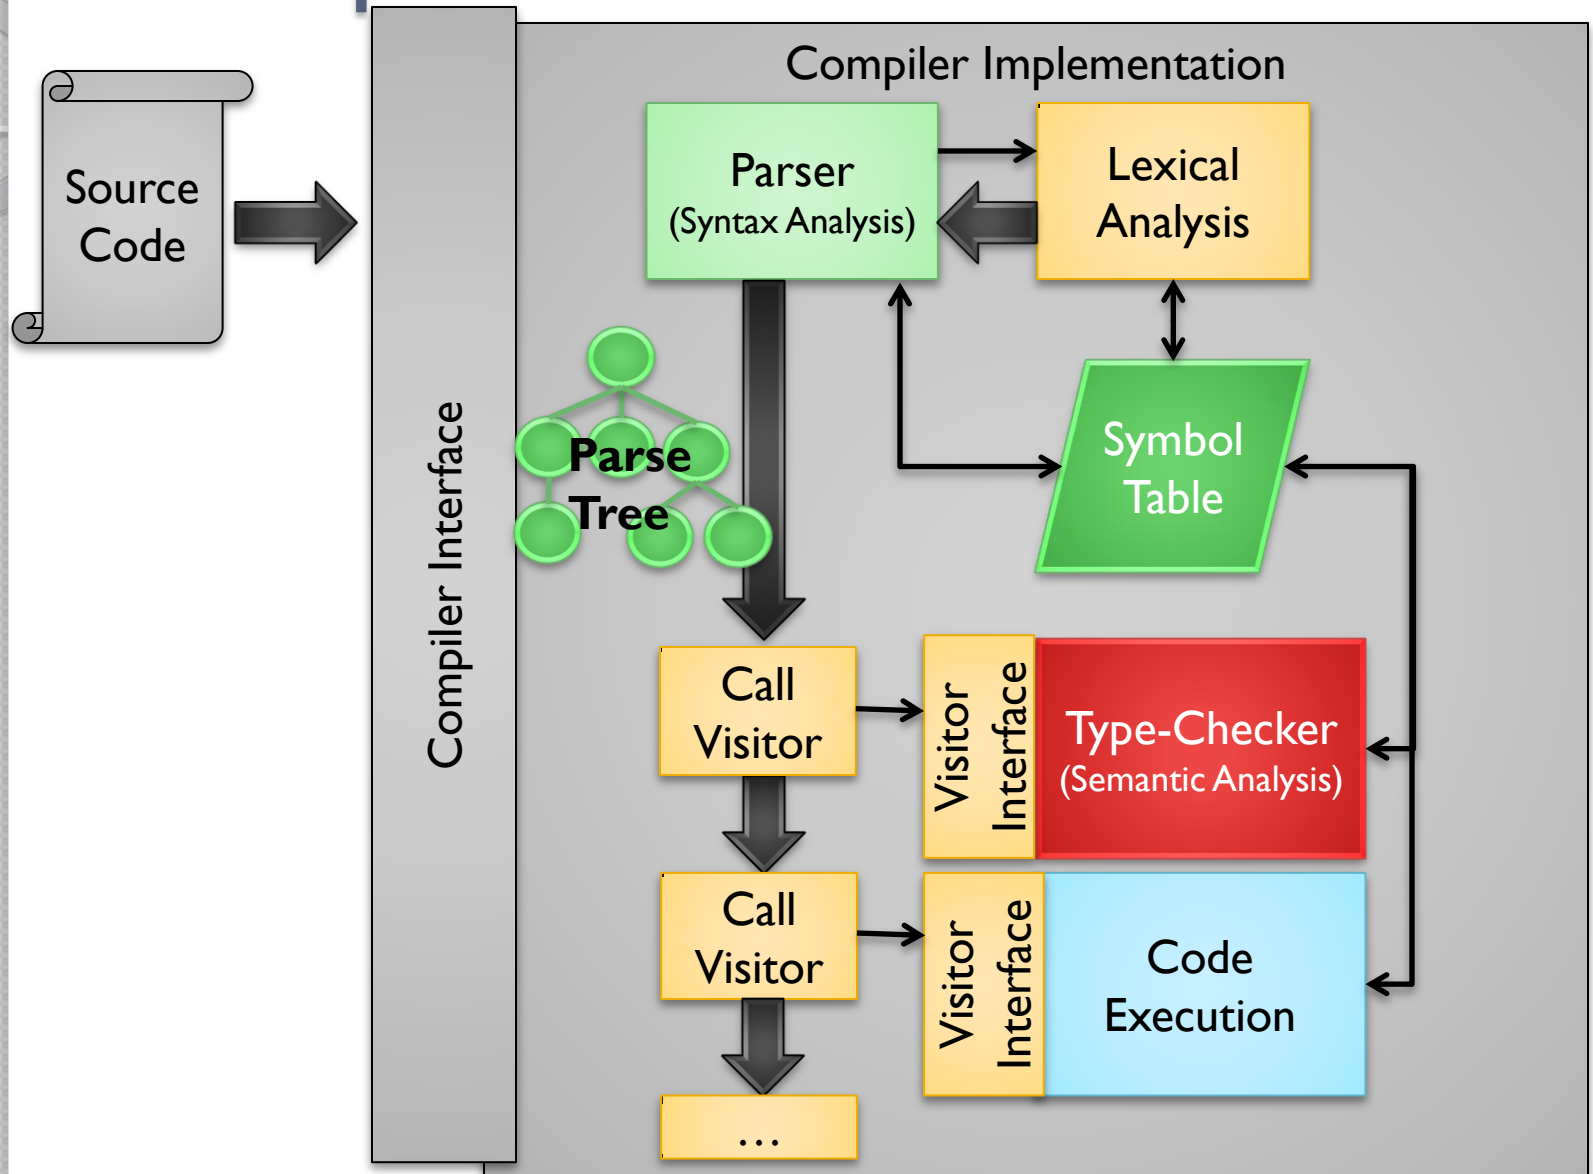 Compiler Implementation
Source
Code
Compiler Interface
Parser
(Syntax Analysis)
Lexical
Analysis
Parse
Tree
Symbol
Table
Call
Visitor
Visitor
Interface
Type-Checker
(Semantic Analysis)
Call
Visitor
Visitor
Interface
Code
Execution
…